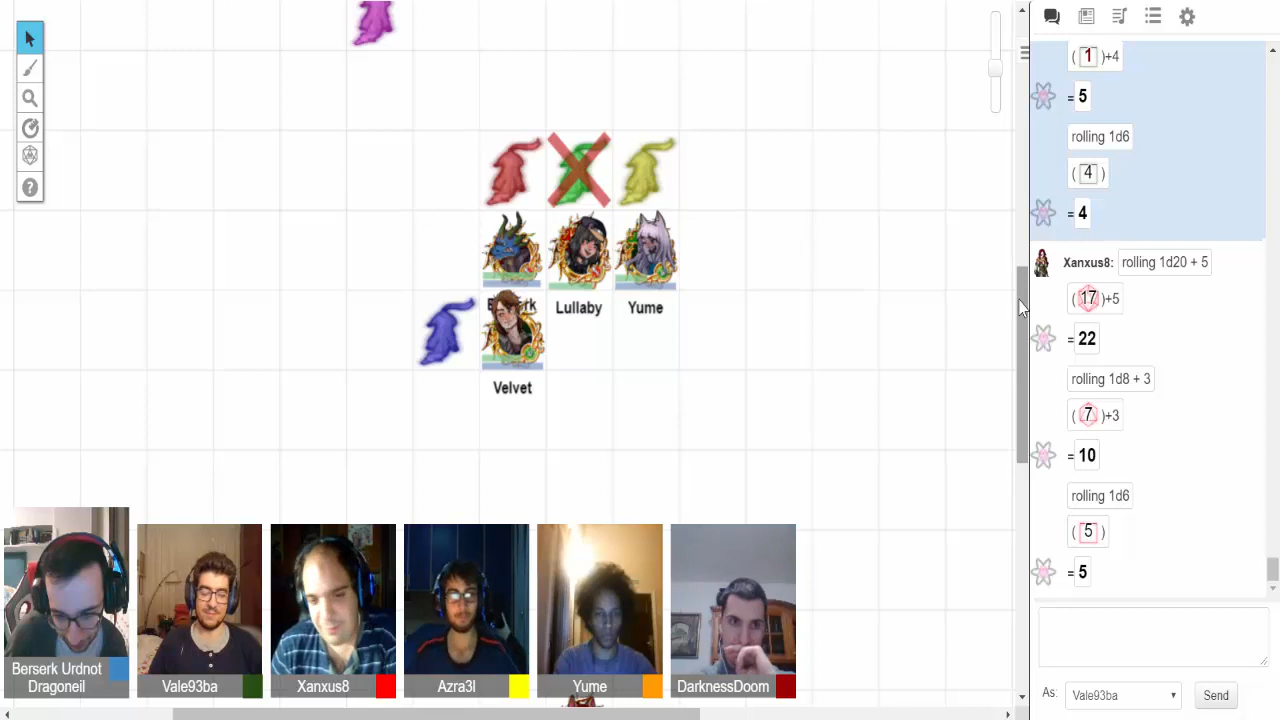 (1)+4
= 5
rolling 1d6
(4)
= 4
Xanxus8: rolling 1d20 + 5
(17)+5
= 22
rolling 1d8 + 3
(7)+3
= 10
rolling 1d6
(5)
= 5
Lullaby
Yume
Velvet
Berserk Urdnot
Dragoneil
Vale93ba
Xanxus8
Azra3l
Yume
DarknessDoom
As: Vale93ba
Send